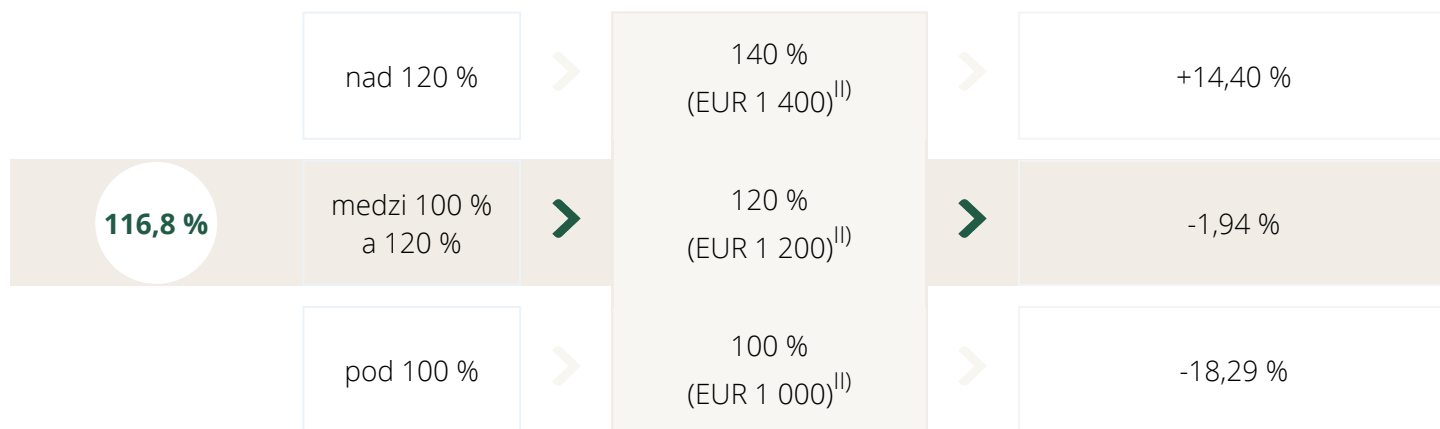 nad 120 %
140 %
(EUR 1 400)II)
+14,40 %
116,8 %
medzi 100 %
a 120 %
120 %
(EUR 1 200)II)
-1,94 %
pod 100 %
100 %
(EUR 1 000)II)
-18,29 %